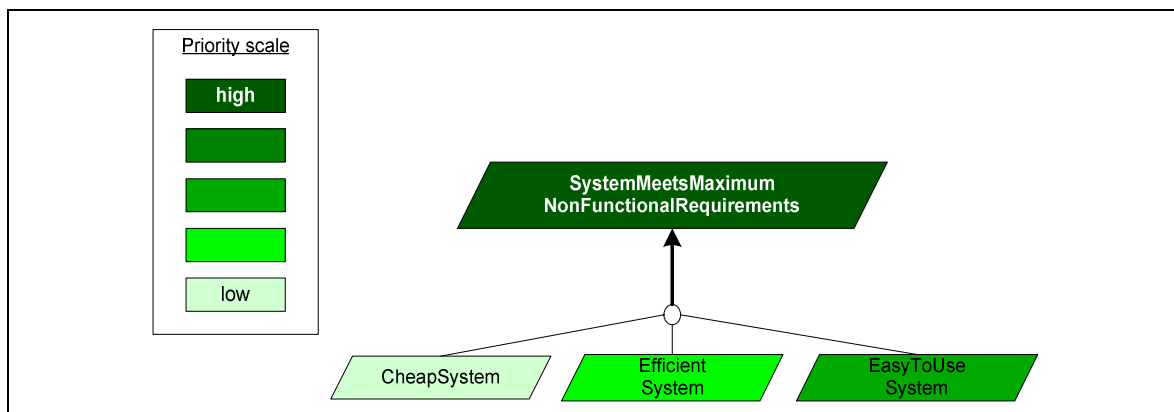 Priority scale
high
low
SystemMeetsMaximum
NonFunctionalRequirements
CheapSystem
Efficient
System
EasyToUse
System